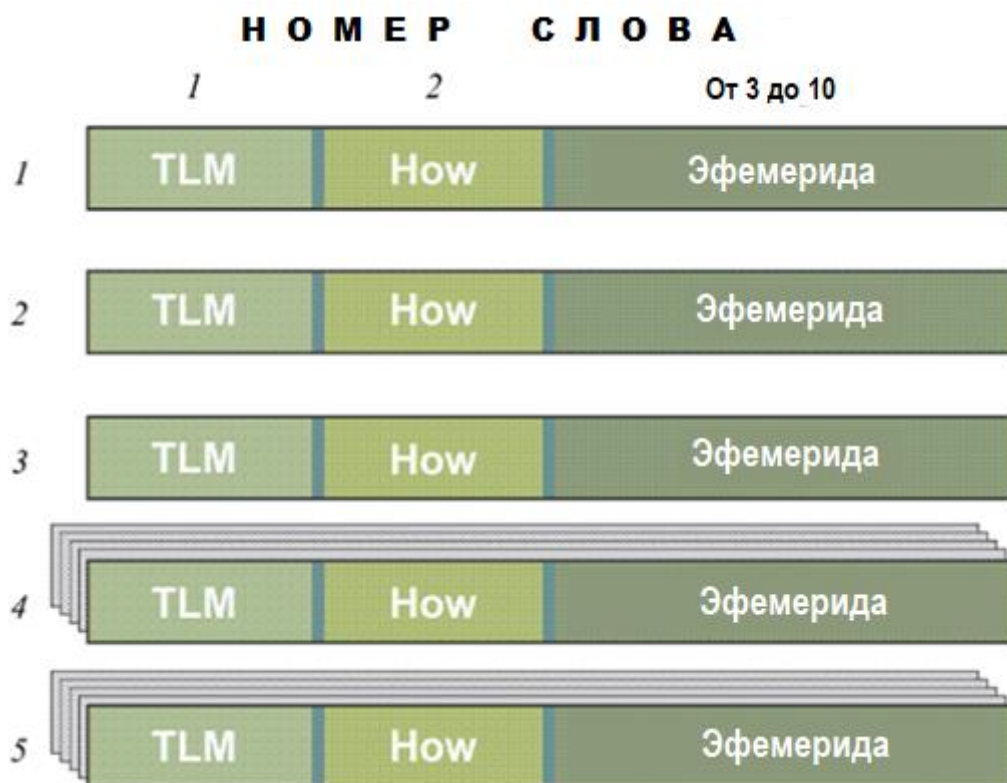 НОМЕР СЛОВА
1 2 От 3 до 10
1 TLM How Эфемерида
2 TLM How Эфемерида
3 TLM How Эфемерида
4 TLM How Эфемерида
5 TLM How Эфемерида